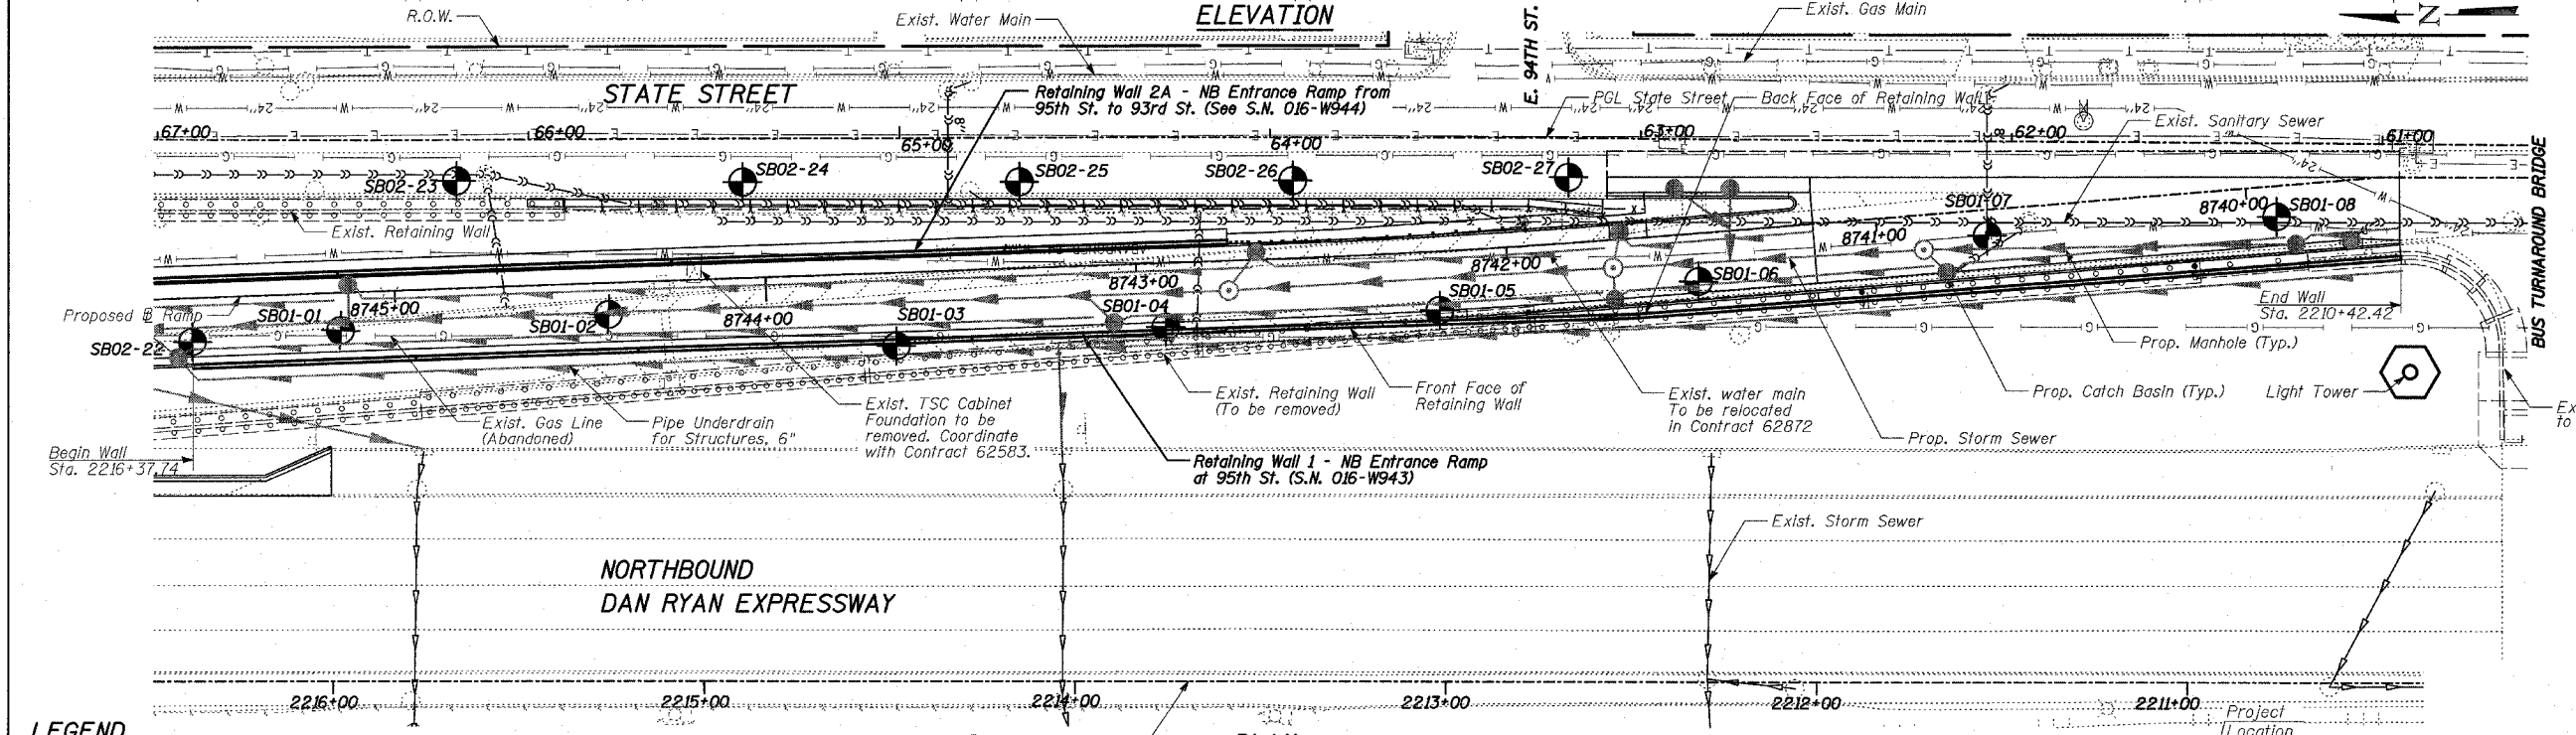 ELEVATION
R.O.W.
Exist. Water Main
E. 94TH ST.
Exist. Gas Main
N
STATE STREET
Retaining Wall 2A - NB Entrance Ramp from
95th St. to 93rd St. (See S.N. 016-W944)
PGL State Street
Back Face of Retaining Wall
Exist. Sanitary Sewer
67+00
66+00
65+00
64+00
63+00
62+00
61+00
8"
8"
SB02-23
SB02-24
SB02-25
SB02-26
SB02-27
SB01-07
8740+00
SB01-08
BUS TURNAROUND BRIDGE
Exist. Retaining Wall
8741+00
8742+00
8743+00
SB01-06
SB01-05
SB01-04
Proposed ℄ Ramp
SB01-01
8745+00
SB01-02
8744+00
SB01-03
SB02-22
End Wall
Sta. 2210+42.42
Prop. Manhole (Typ.)
Exist. Gas Line
(Abandoned)
Pipe Underdrain
for Structures, 6"
Exist. TSC Cabinet
Foundation to be
removed. Coordinate
with Contract 62583.
Exist. Retaining Wall
(To be removed)
Front Face of
Retaining Wall
Exist. water main
To be relocated
in Contract 62872
Prop. Storm Sewer
Prop. Catch Basin (Typ.)
Light Tower
Ex
to
Begin Wall
Sta. 2216+37.74
Retaining Wall 1 - NB Entrance Ramp
at 95th St. (S.N. 016-W943)
Exist. Storm Sewer
NORTHBOUND
DAN RYAN EXPRESSWAY
2216+00
2215+00
2214+00
2213+00
2212+00
2211+00
Project
Location
LEGEND